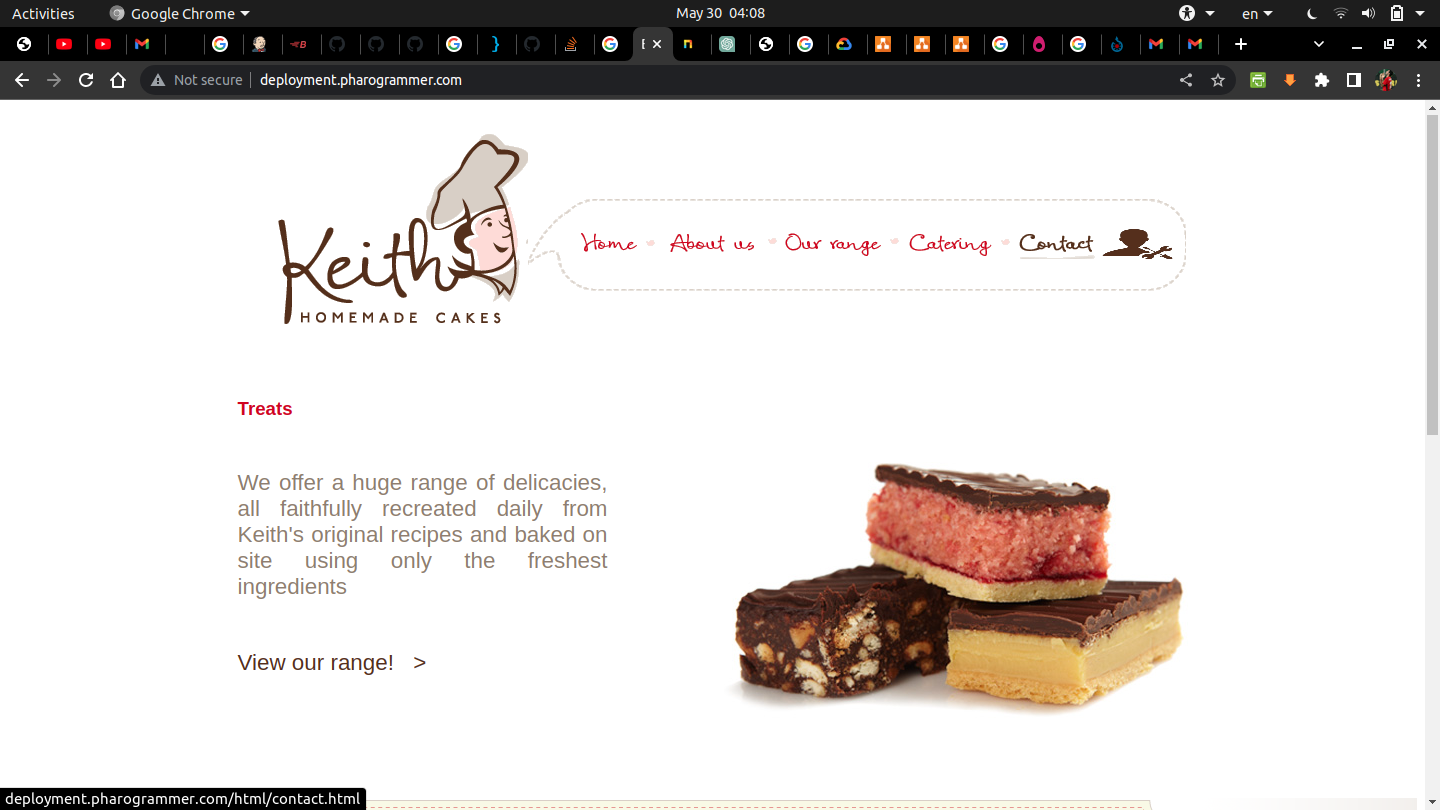 Activities
Google Chrome
May 30 04:08
en
Not secure
deployment.pharogrammer.com
Keith's
HOMEMADE CAKES
Home
About us
Our range
Catering
Contact
Treats
We offer a huge range of delicacies,
all faithfully recreated daily from
Keith's original recipes and baked on
site using only the freshest
ingredients
View our range! >
deployment.pharogrammer.com/html/contact.html